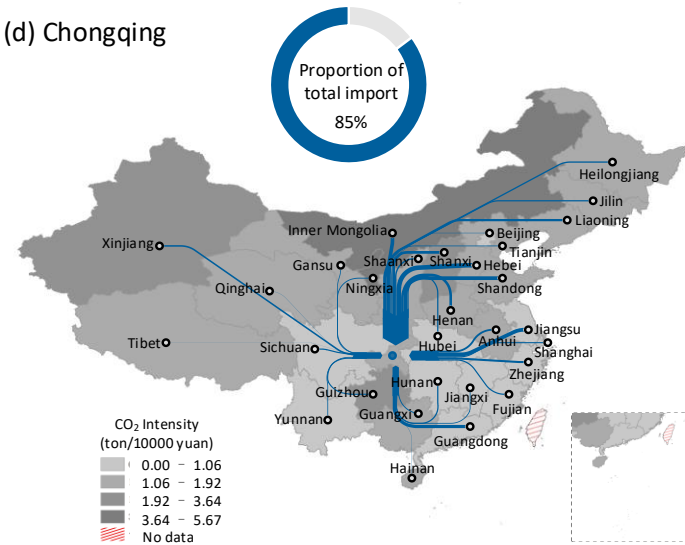 (d) Chongqing
Proportion of
total import
85%
Heilongjiang
Jilin
Liaoning
Inner Mongolia
Beijing
Xinjiang
Tianjin
Gansu
Shaanxi
Shanxi
Hebei
Qinghai
Ningxia
Shandong
Henan
Tibet
Sichuan
Hubei
Anhui
Jiangsu
Shanghai
Zhejiang
Guizhou
Hunan
Jiangxi
Fujian
Yunnan
Guangxi
Guangdong
Hainan
CO₂ Intensity
(ton/10000 yuan)
0.00 – 1.06
1.06 – 1.92
1.92 – 3.64
3.64 – 5.67
No data